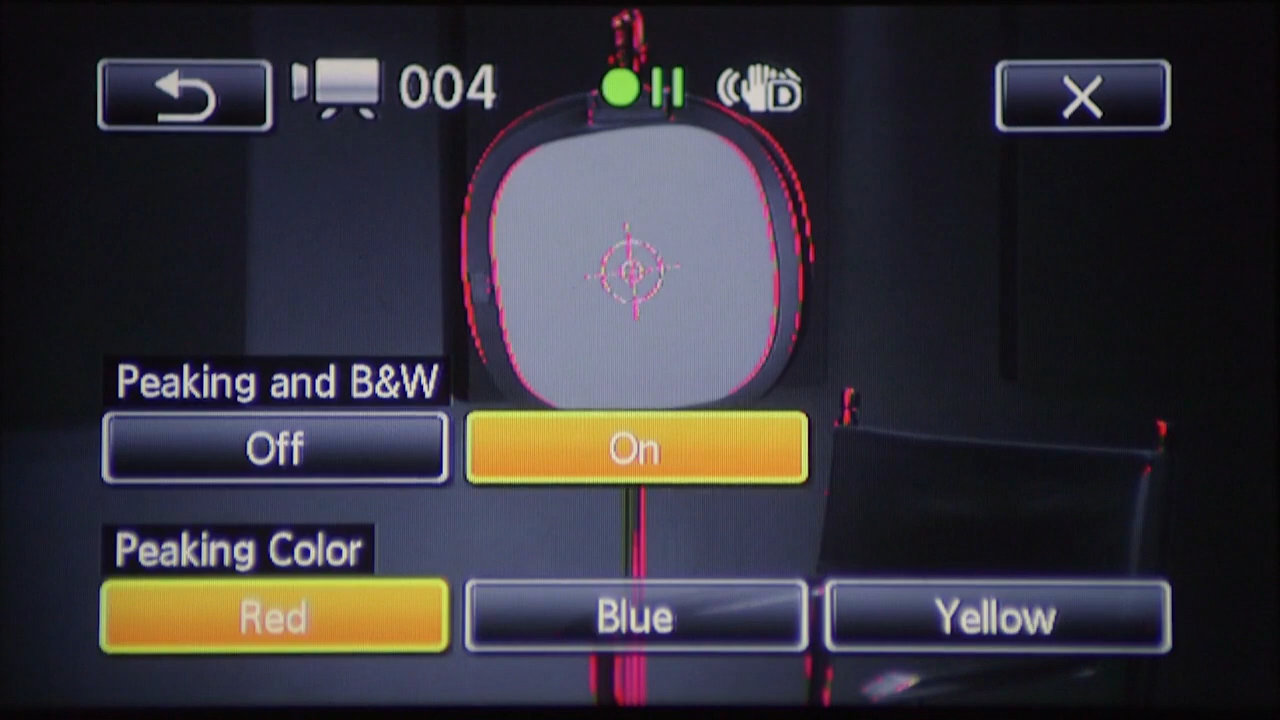 004
D
Peaking and B&W
Off On
Peaking Color
Red Blue Yellow